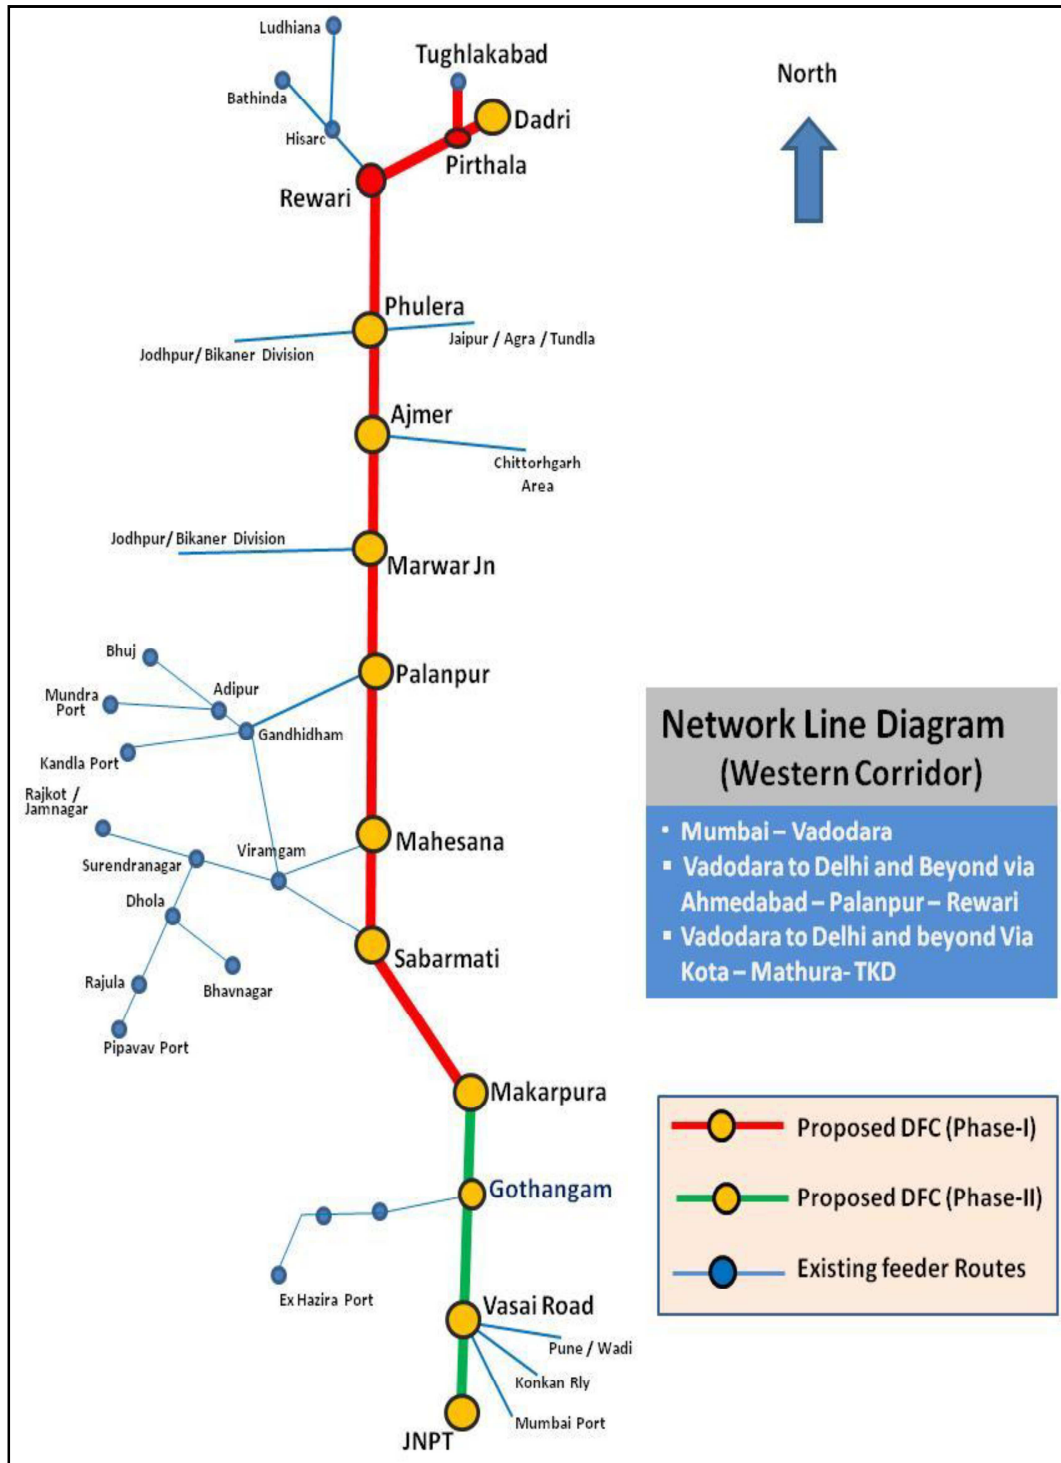 Ludhiana
Tughlakabad
North
Bathinda
Dadri
Hisarc
Pirthala
Rewari
Phulera
Jaipur / Agra / Tundla
Jodhpur/ Bikaner Division
Ajmer
Chittorhgarh
Area
Jodhpur/ Bikaner Division
Marwar Jn
Bhuj
Palanpur
Mundra
Port
Adipur
Gandhidham
Kandla Port
Network Line Diagram
(Western Corridor)
Rajkot /
Jamnagar
Mahesana
Viramgam
Surendranagar
• Mumbai – Vadodara
▪ Vadodara to Delhi and Beyond via
Ahmedabad – Palanpur – Rewari
▪ Vadodara to Delhi and beyond Via
Kota – Mathura- TKD
Dhola
Sabarmati
Rajula
Bhavnagar
Pipavav Port
Makarpura
Proposed DFC (Phase-I)
Gothangam
Proposed DFC (Phase-II)
Existing feeder Routes
Ex Hazira Port
Vasai Road
Pune / Wadi
Konkan Rly
Mumbai Port
JNPT